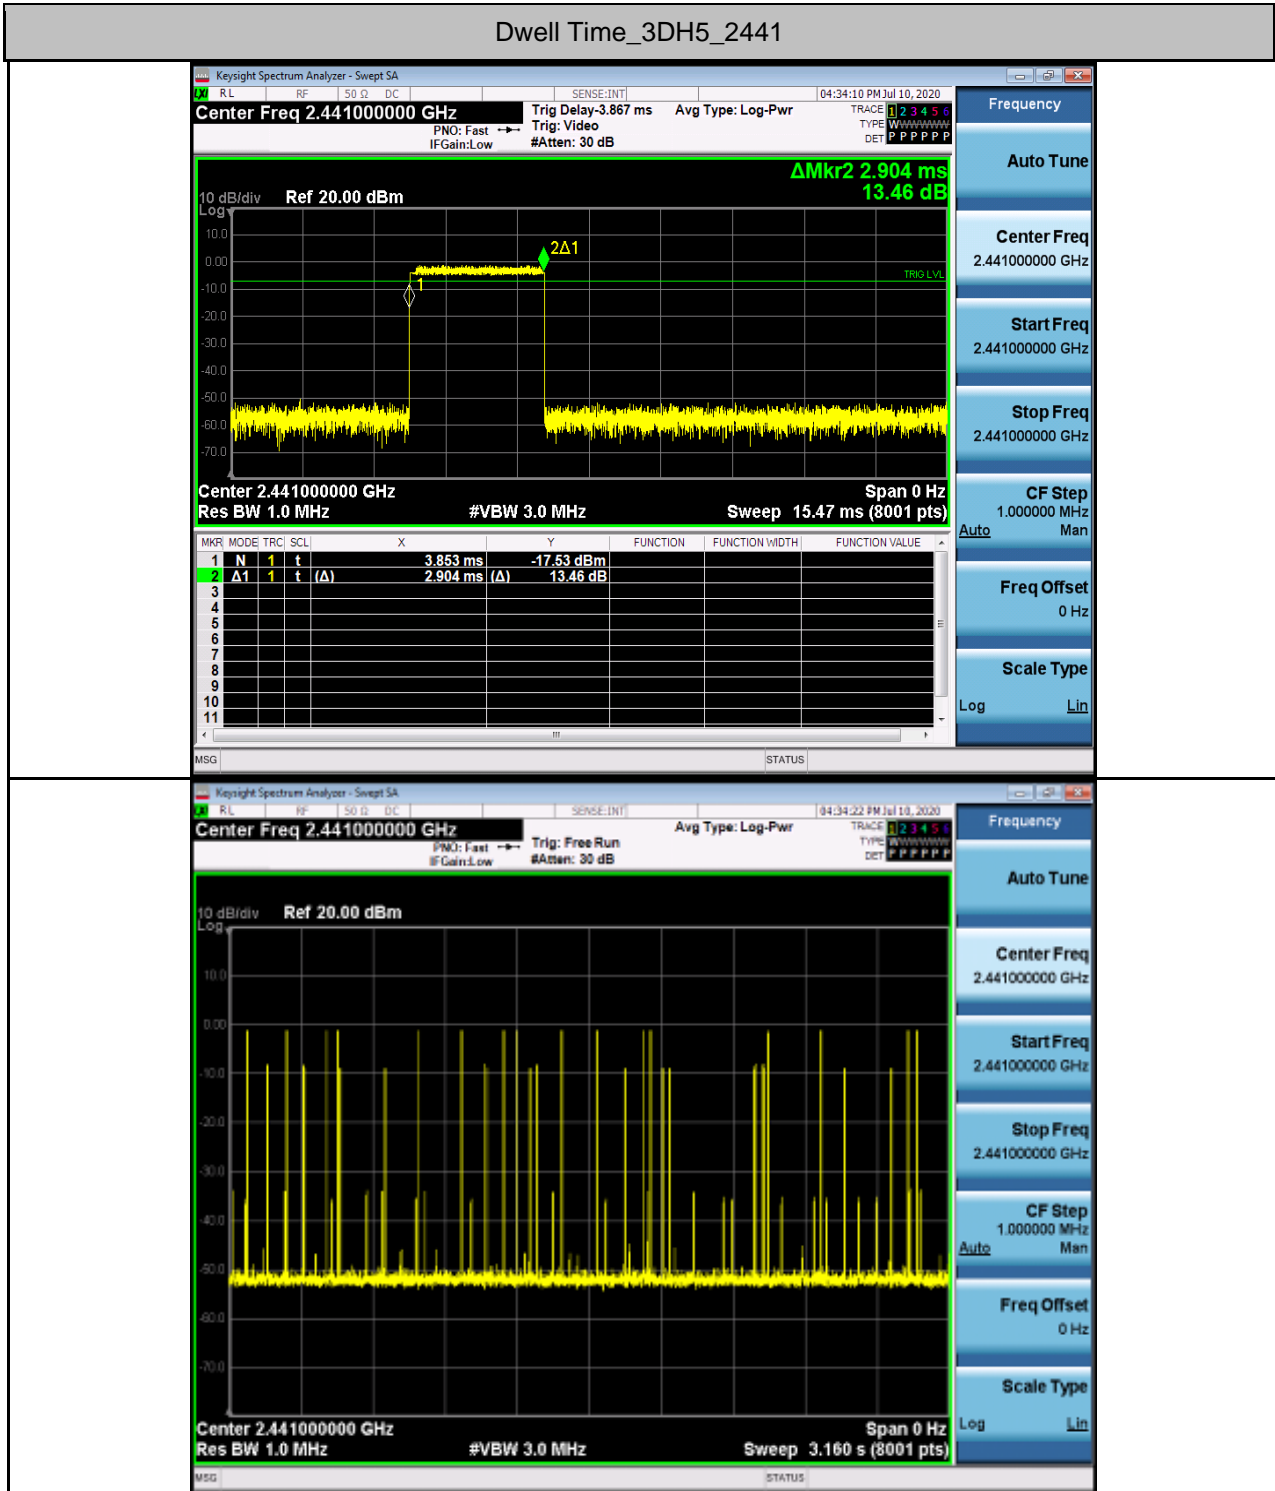 Dwell Time_3DH5_2441
Keysight Spectrum Analyzer - Swept SA
LXI RL RF 50 Ω DC SENSE:INT 04:34:10 PM Jul 10, 2020
Center Freq 2.441000000 GHz
PNO: Fast
IFGain:Low
Trig Delay-3.867 ms
Trig: Video
#Atten: 30 dB
Avg Type: Log-Pwr
TRACE 1 2 3 4 5 6
TYPE WWWWWW
DET P P P P P P
ΔMkr2 2.904 ms
13.46 dB
10 dB/div Ref 20.00 dBm
Log
10.0
0.00
-10.0
-20.0
-30.0
-40.0
-50.0
-60.0
-70.0
2Δ1
1
TRIG LVL
Center 2.441000000 GHz Span 0 Hz
Res BW 1.0 MHz #VBW 3.0 MHz Sweep 15.47 ms (8001 pts)
MKR MODE TRC SCL X Y FUNCTION FUNCTION WIDTH FUNCTION VALUE
1 N 1 t 3.853 ms -17.53 dBm
2 Δ1 1 t (Δ) 2.904 ms (Δ) 13.46 dB
3
4
5
6
7
8
9
10
11
MSG STATUS
Frequency
Auto Tune
Center Freq
2.441000000 GHz
Start Freq
2.441000000 GHz
Stop Freq
2.441000000 GHz
CF Step
1.000000 MHz
Auto Man
Freq Offset
0 Hz
Scale Type
Log Lin
Keysight Spectrum Analyzer - Swept SA
LXI RL RF 50 Ω DC SENSE:INT 04:34:22 PM Jul 10, 2020
Center Freq 2.441000000 GHz
PNO: Fast
IFGain:Low
Trig: Free Run
#Atten: 30 dB
Avg Type: Log-Pwr
TRACE 1 2 3 4 5 6
TYPE WWWWWW
DET P P P P P P
10 dB/div Ref 20.00 dBm
Log
10.0
0.00
-10.0
-20.0
-30.0
-40.0
-50.0
-60.0
-70.0
Center 2.441000000 GHz Span 0 Hz
Res BW 1.0 MHz #VBW 3.0 MHz Sweep 3.160 s (8001 pts)
MSG STATUS
Frequency
Auto Tune
Center Freq
2.441000000 GHz
Start Freq
2.441000000 GHz
Stop Freq
2.441000000 GHz
CF Step
1.000000 MHz
Auto Man
Freq Offset
0 Hz
Scale Type
Log Lin